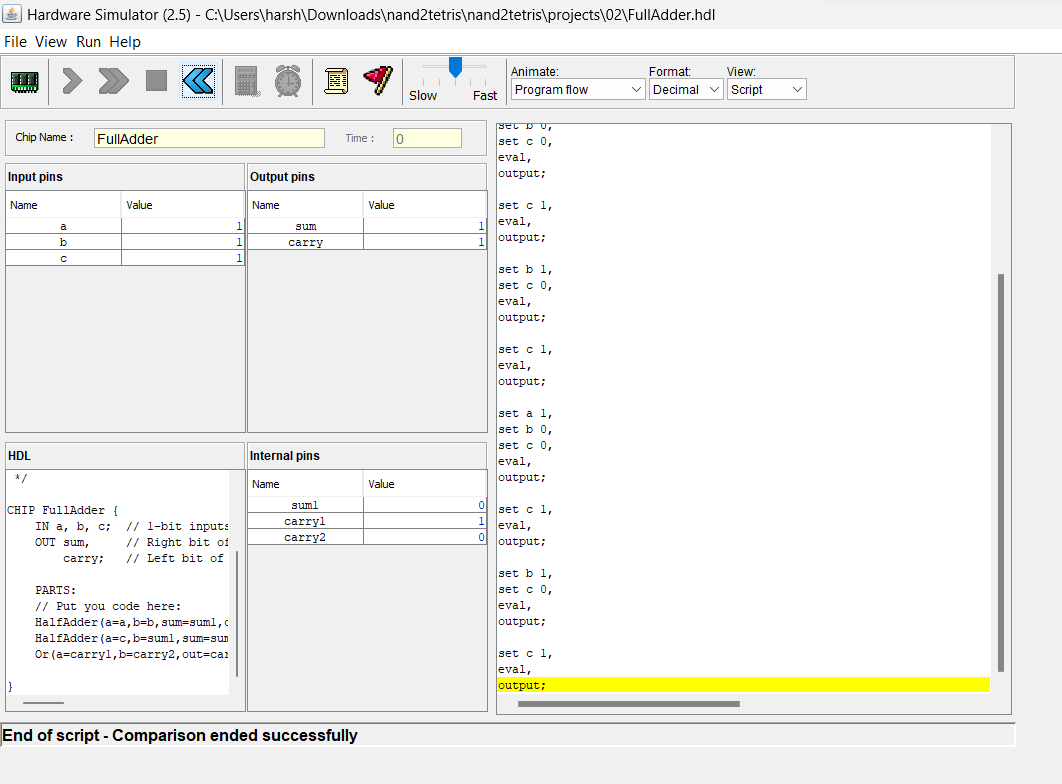 Hardware Simulator (2.5) - C:\Users\harsh\Downloads\nand2tetris\nand2tetris\projects\02\FullAdder.hdl
File View Run Help
Slow Fast
Animate: Format: View:
Program flow Decimal Script
Chip Name : FullAdder Time : 0
Input pins
Name Value
a 1
b 1
c 1
Output pins
Name Value
sum 1
carry 1
HDL
*/
CHIP FullAdder {
IN a, b, c; // 1-bit inputs
OUT sum, // Right bit of
carry; // Left bit of
PARTS:
// Put you code here:
HalfAdder(a=a,b=b,sum=sum1,c
HalfAdder(a=c,b=sum1,sum=sum
Or(a=carry1,b=carry2,out=car
}
Internal pins
Name Value
sum1 0
carry1 1
carry2 0
set b 0,
set c 0,
eval,
output;
set c 1,
eval,
output;
set b 1,
set c 0,
eval,
output;
set c 1,
eval,
output;
set a 1,
set b 0,
set c 0,
eval,
output;
set c 1,
eval,
output;
set b 1,
set c 0,
eval,
output;
set c 1,
eval,
output;
End of script - Comparison ended successfully